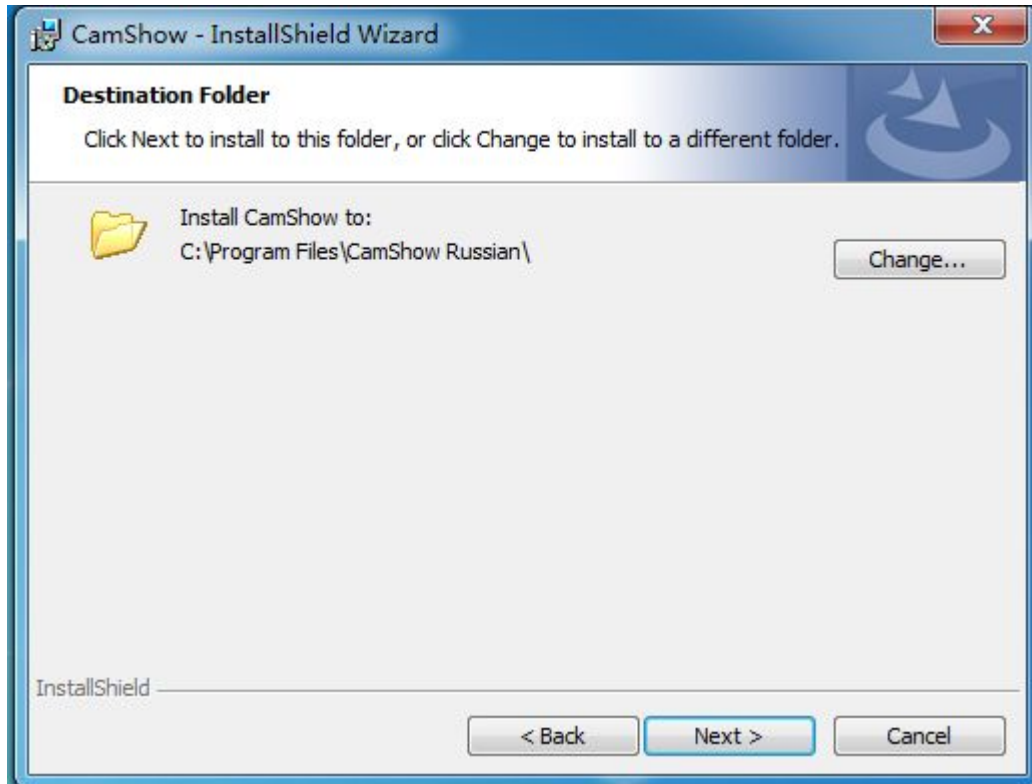 CamShow - InstallShield Wizard
Destination Folder
Click Next to install to this folder, or click Change to install to a different folder.
Install CamShow to:
C:\Program Files\CamShow Russian\
Change...
InstallShield
< Back
Next >
Cancel